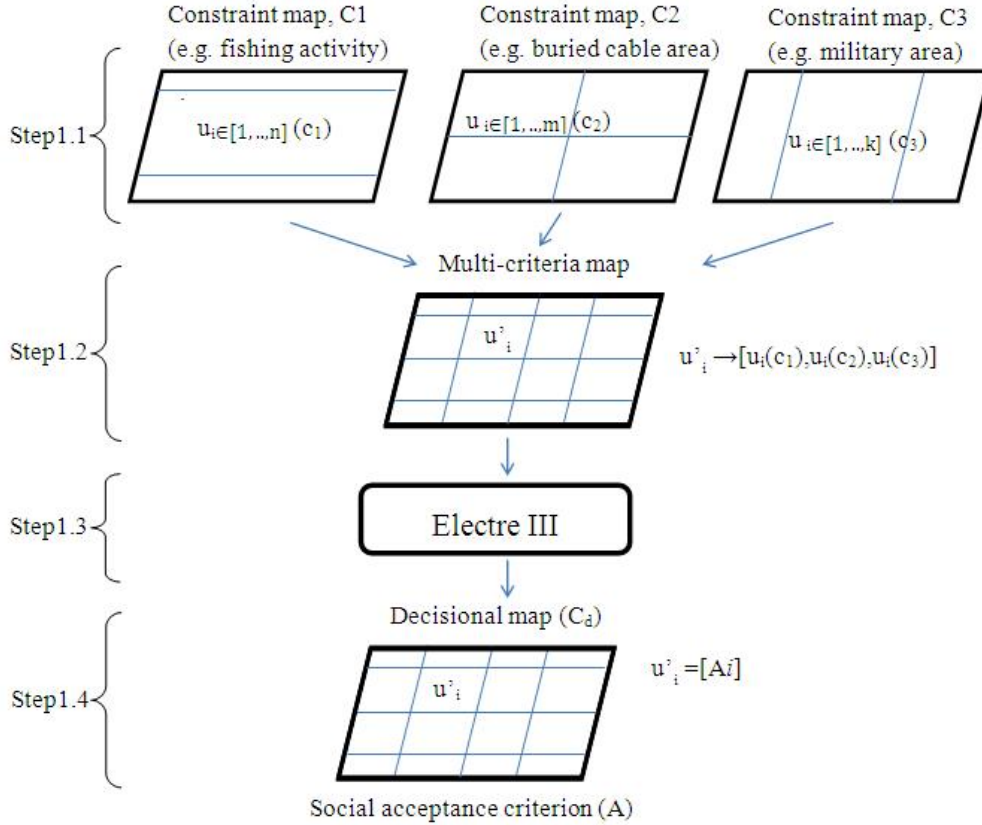 Constraint map, C1
(e.g. fishing activity)
Constraint map, C2
(e.g. buried cable area)
Constraint map, C3
(e.g. military area)
Step1.1
u i∈[1,..,n] (c1)
u i∈[1,..,m] (c2)
u i∈[1,..,k] (c3)
Multi-criteria map
Step1.2
u’i
u’i →[ui(c1),ui(c2),ui(c3)]
Step1.3
Electre III
Decisional map (Cd)
Step1.4
u’i
u’i =[Ai]
Social acceptance criterion (A)